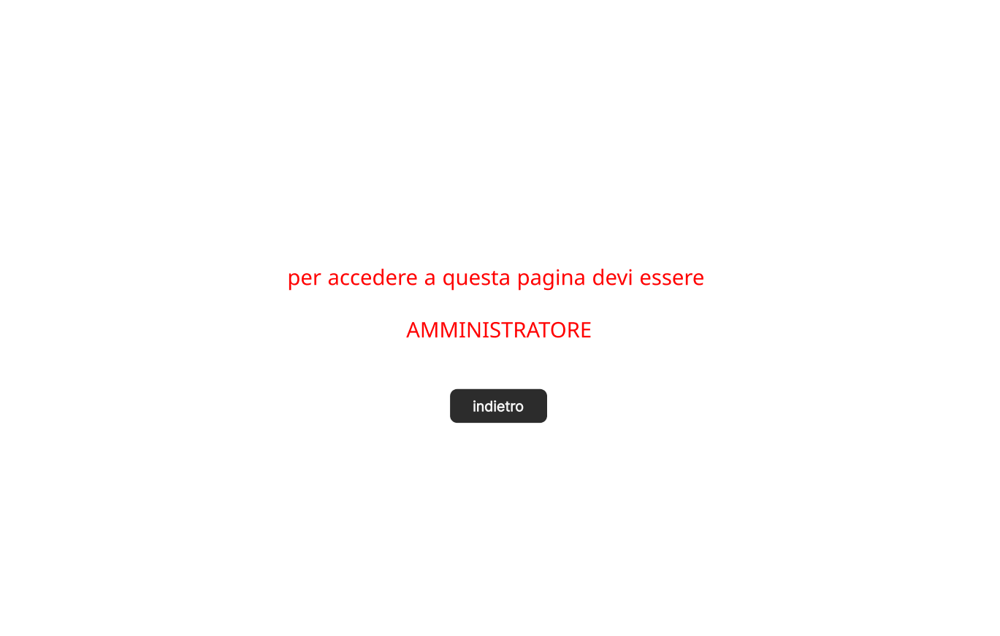 per accedere a questa pagina devi essere
AMMINISTRATORE
indietro